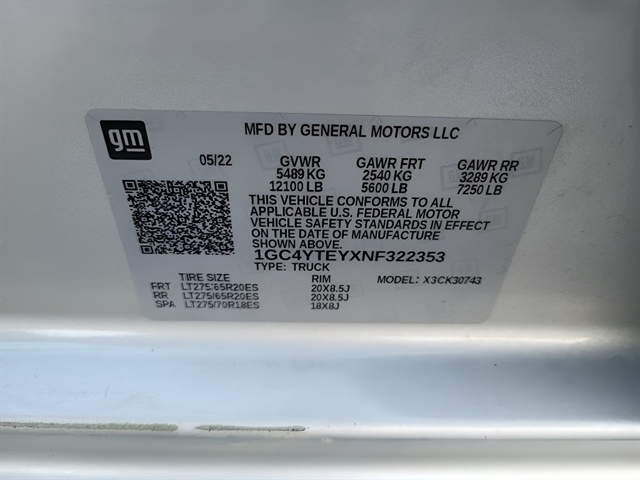 gm
MFD BY GENERAL MOTORS LLC
05/22 GVWR GAWR FRT GAWR RR
5489 KG 2540 KG 3289 KG
12100 LB 5600 LB 7250 LB
THIS VEHICLE CONFORMS TO ALL
APPLICABLE U.S. FEDERAL MOTOR
VEHICLE SAFETY STANDARDS IN EFFECT
ON THE DATE OF MANUFACTURE
SHOWN ABOVE.
1GC4YTEYXNF322353
TYPE: TRUCK
TIRE SIZE RIM MODEL: X3CK30743
FRT LT275/65R20ES 20X8.5J
RR LT275/65R20ES 20X8.5J
SPA LT275/70R18ES 18X8J